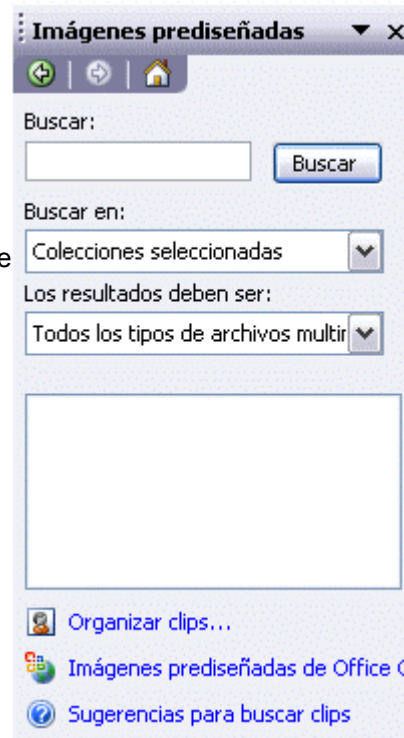 Imágenes prediseñadas
Buscar:
Buscar
Buscar en:
e
Colecciones seleccionadas
Los resultados deben ser:
Todos los tipos de archivos multir
Organizar clips...
Imágenes prediseñadas de Office
Sugerencias para buscar clips